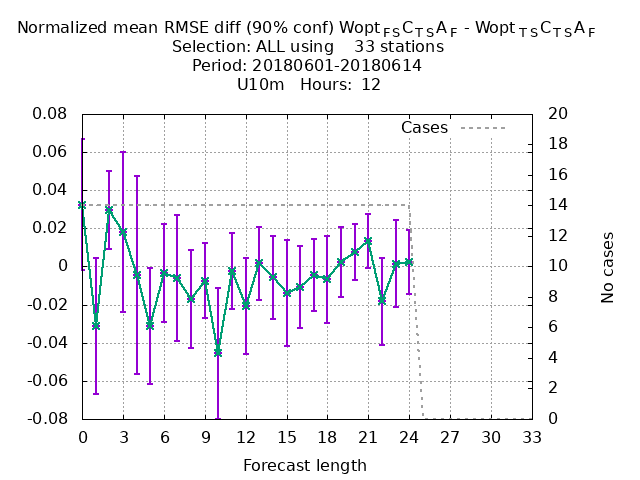 Normalized mean RMSE diff (90% conf) Wopt FS C TS A F - Wopt TS C TS A F
Selection: ALL using 33 stations
Period: 20180601-20180614
U10m Hours: 12
Cases
0.08
0.06
0.04
0.02
0
-0.02
-0.04
-0.06
-0.08
20
18
16
14
12
10
8
6
4
2
0
No cases
0 3 6 9 12 15 18 21 24 27 30 33
Forecast length